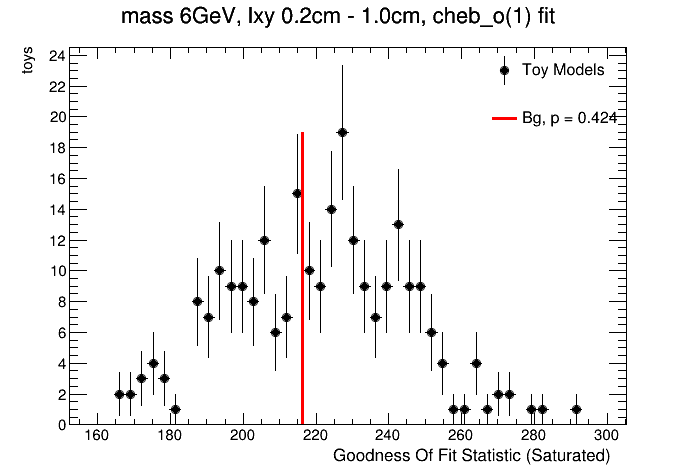 mass 6GeV, lxy 0.2cm - 1.0cm, cheb_o(1) fit
toys
24
22
20
18
16
14
12
10
8
6
4
2
0
Toy Models
Bg, p = 0.424
160 180 200 220 240 260 280 300
Goodness Of Fit Statistic (Saturated)